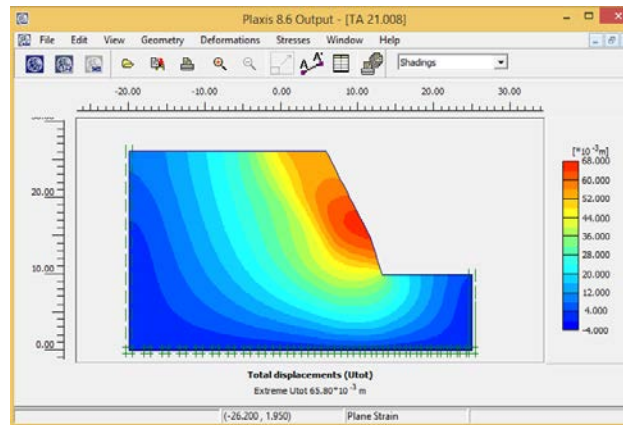 Plaxis 8.6 Output - [TA 21.008]
File Edit View Geometry Deformations Stresses Window Help
Shadings
-20.00 -10.00 0.00 10.00 20.00 30.00
[*10⁻³m]
68.000
60.000
52.000
44.000
36.000
28.000
20.000
12.000
4.000
-4.000
20.00
10.00
0.00
Total displacements (Utot)
Extreme Utot 65.80*10⁻³ m
(-26.200 , 1.950) Plane Strain